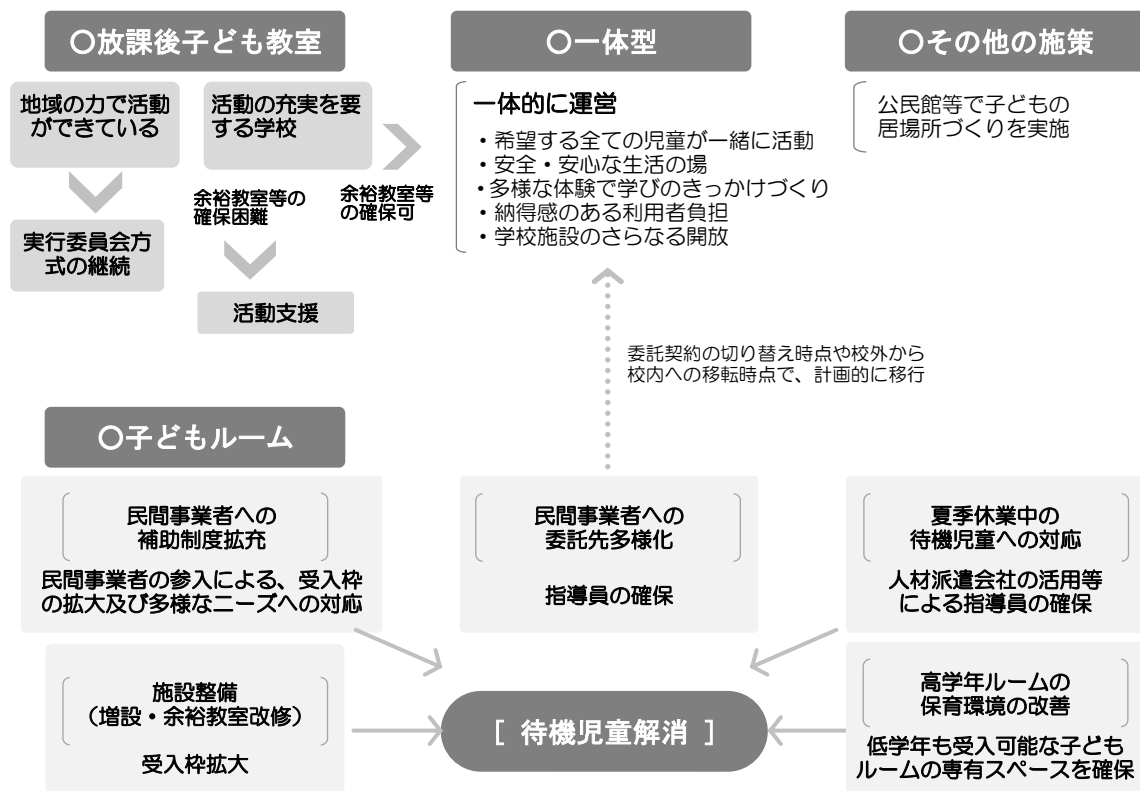 〇放課後子ども教室
地域の力で活動
ができている
実行委員会方
式の継続
活動の充実を要
する学校
余裕教室等の
確保困難
余裕教室等
の確保可
活動支援
〇一体型
一体的に運営
・希望する全ての児童が一緒に活動
・安全・安心な生活の場
・多様な体験で学びのきっかけづくり
・納得感のある利用者負担
・学校施設のさらなる開放
〇その他の施策
公民館等で子どもの
居場所づくりを実施
委託契約の切り替え時点や校外から
校内への移転時点で、計画的に移行
〇子どもルーム
民間事業者への
補助制度拡充
民間事業者の参入による、受入枠
の拡大及び多様なニーズへの対応
民間事業者への
委託先多様化
指導員の確保
夏季休業中の
待機児童への対応
人材派遣会社の活用等
による指導員の確保
施設整備
（増設・余裕教室改修）
受入枠拡大
[ 待機児童解消 ]
高学年ルームの
保育環境の改善
低学年も受入可能な子ども
ルームの専有スペースを確保